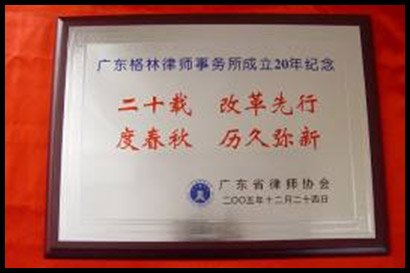 广东格林律师事务所成立20年纪念
二十载 改革先行
度春秋 历久弥新
广东省律师协会
二〇〇五年十二月二十四日